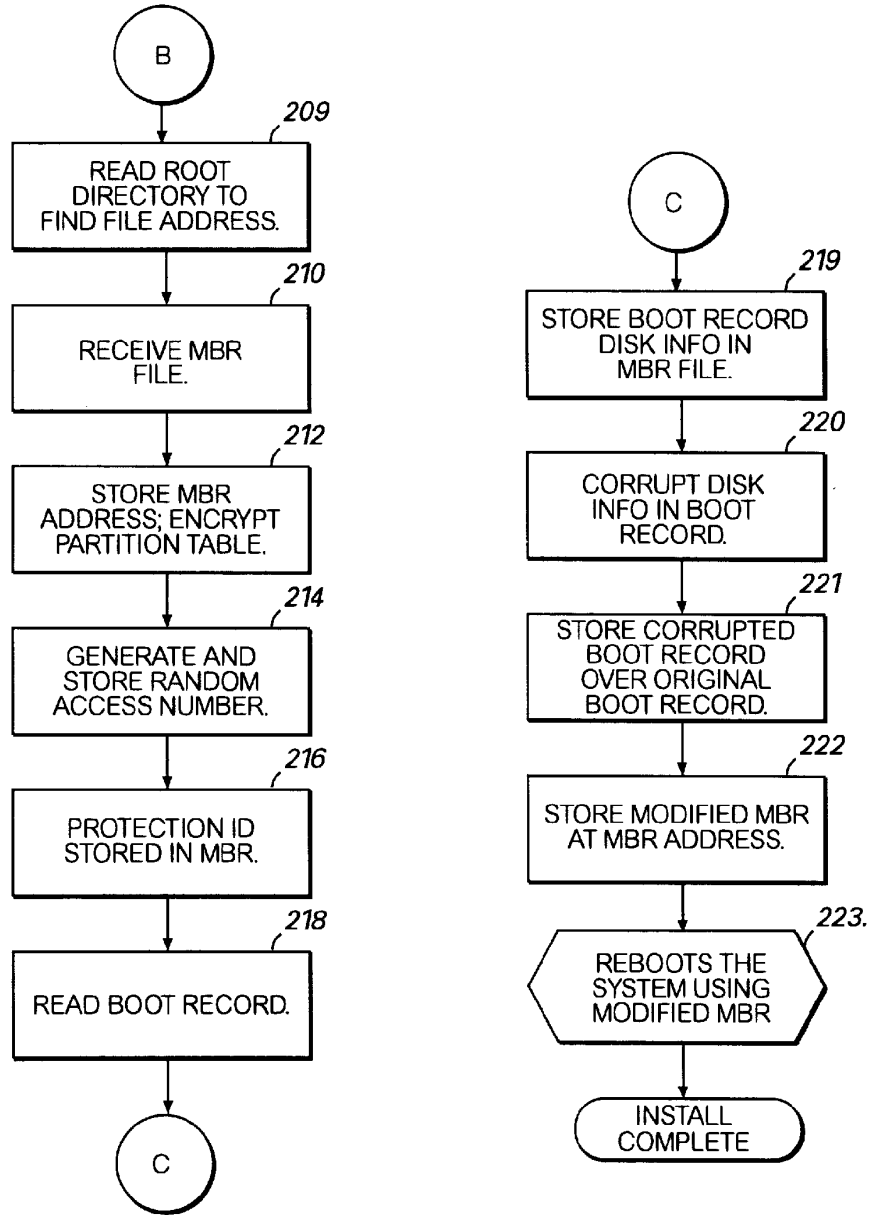 B
209
READ ROOT
DIRECTORY TO
FIND FILE ADDRESS.
210
RECEIVE MBR
FILE.
212
STORE MBR
ADDRESS; ENCRYPT
PARTITION TABLE.
214
GENERATE AND
STORE RANDOM
ACCESS NUMBER.
216
PROTECTION ID
STORED IN MBR.
218
READ BOOT RECORD.
C
C
219
STORE BOOT RECORD
DISK INFO IN
MBR FILE.
220
CORRUPT DISK
INFO IN BOOT
RECORD.
221
STORE CORRUPTED
BOOT RECORD
OVER ORIGINAL
BOOT RECORD.
222
STORE MODIFIED MBR
AT MBR ADDRESS.
223.
REBOOTS THE
SYSTEM USING
MODIFIED MBR
INSTALL
COMPLETE